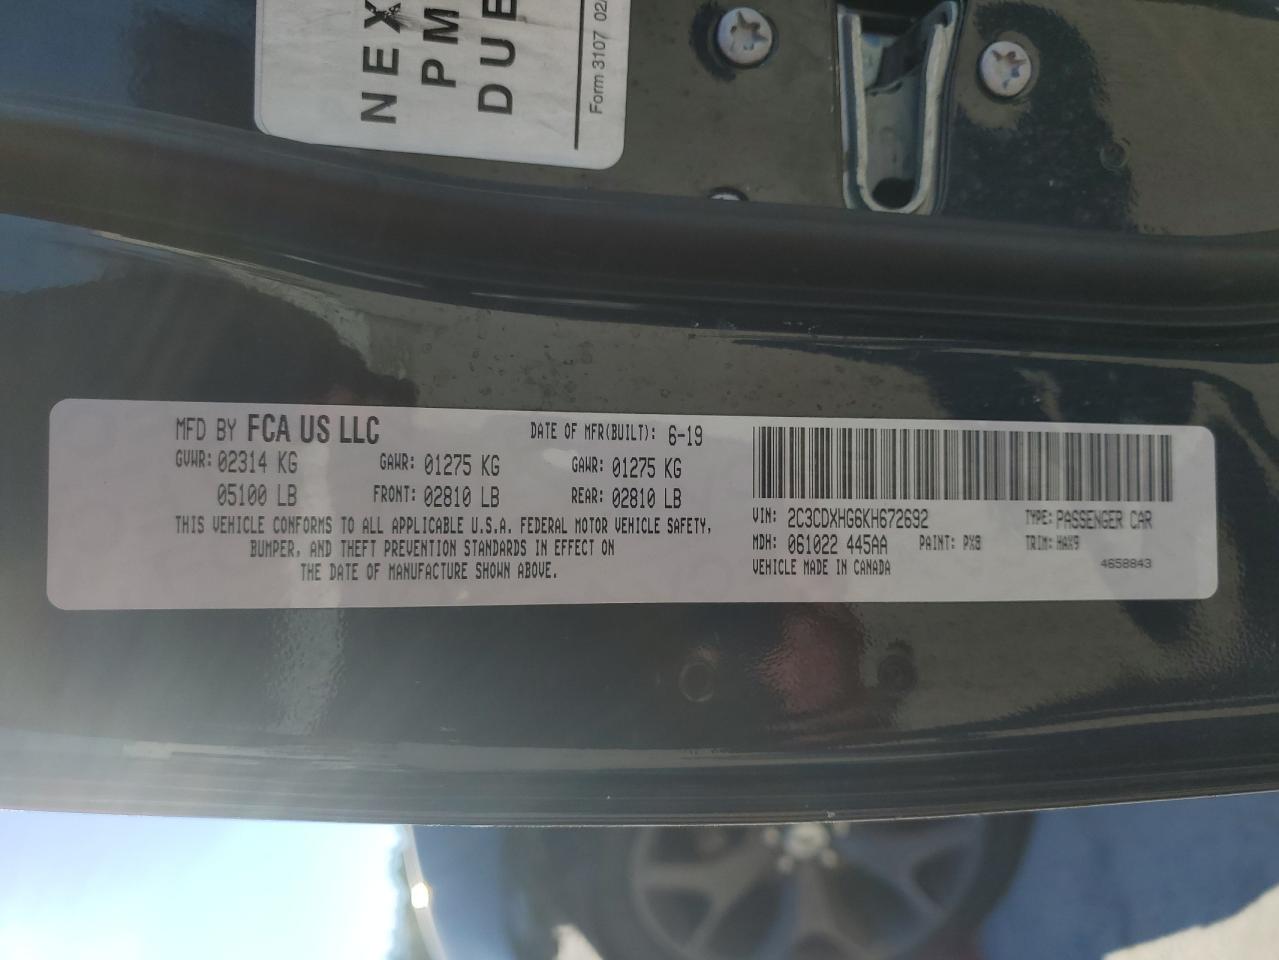 NEX
PM
DUE
Form 3107 02/
MFD BY FCA US LLC
DATE OF MFR(BUILT): 6-19
GVWR: 02314 KG GAWR: 01275 KG GAWR: 01275 KG
05100 LB FRONT: 02810 LB REAR: 02810 LB
THIS VEHICLE CONFORMS TO ALL APPLICABLE U.S.A. FEDERAL MOTOR VEHICLE SAFETY,
BUMPER, AND THEFT PREVENTION STANDARDS IN EFFECT ON
THE DATE OF MANUFACTURE SHOWN ABOVE.
VIN: 2C3CDXHG6KH672692 TYPE: PASSENGER CAR
MDH: 061022 445AA PAINT: PX8 TRIM: HAX9
VEHICLE MADE IN CANADA 4658843